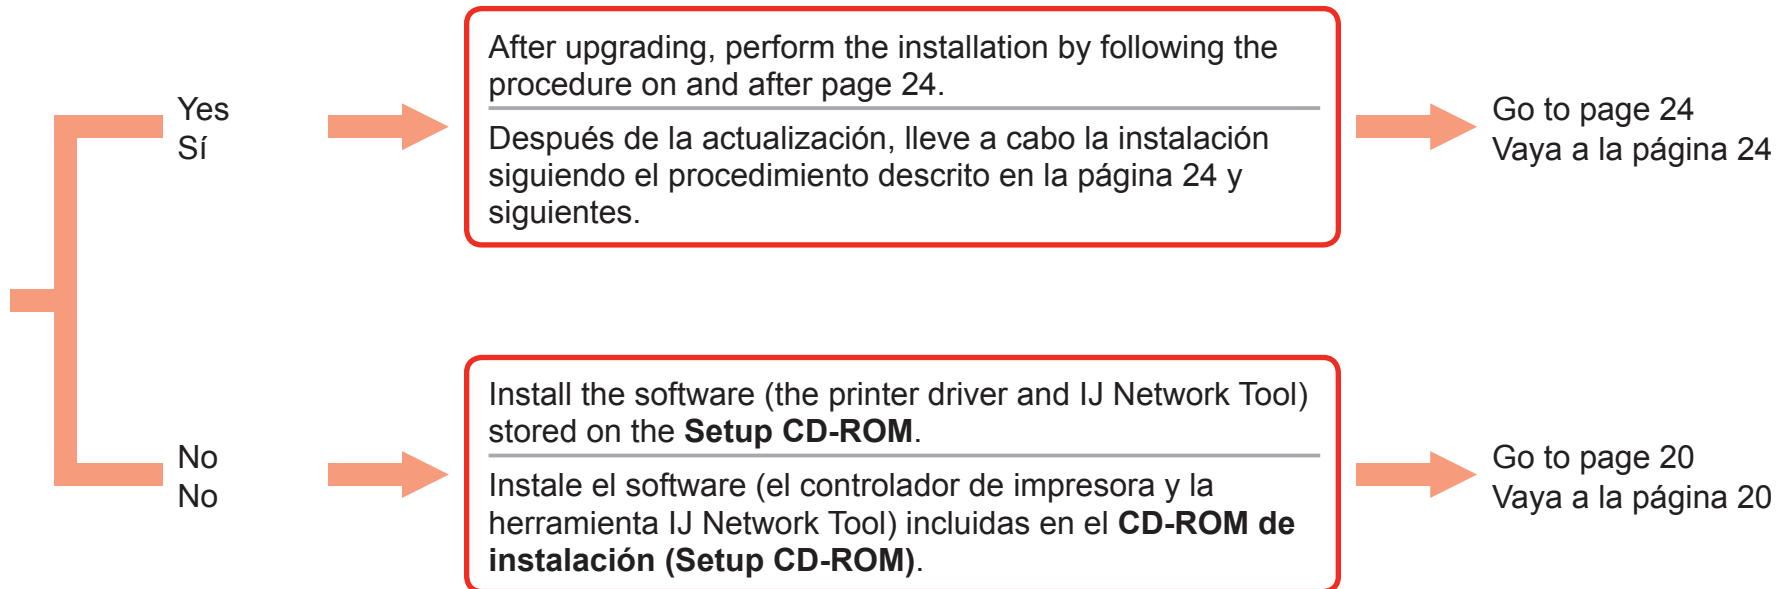 Yes
Sí
After upgrading, perform the installation by following the
procedure on and after page 24.
Después de la actualización, lleve a cabo la instalación
siguiendo el procedimiento descrito en la página 24 y
siguientes.
Go to page 24
Vaya a la página 24
No
No
Install the software (the printer driver and IJ Network Tool)
stored on the Setup CD-ROM.
Instale el software (el controlador de impresora y la
herramienta IJ Network Tool) incluidas en el CD-ROM de
instalación (Setup CD-ROM).
Go to page 20
Vaya a la página 20